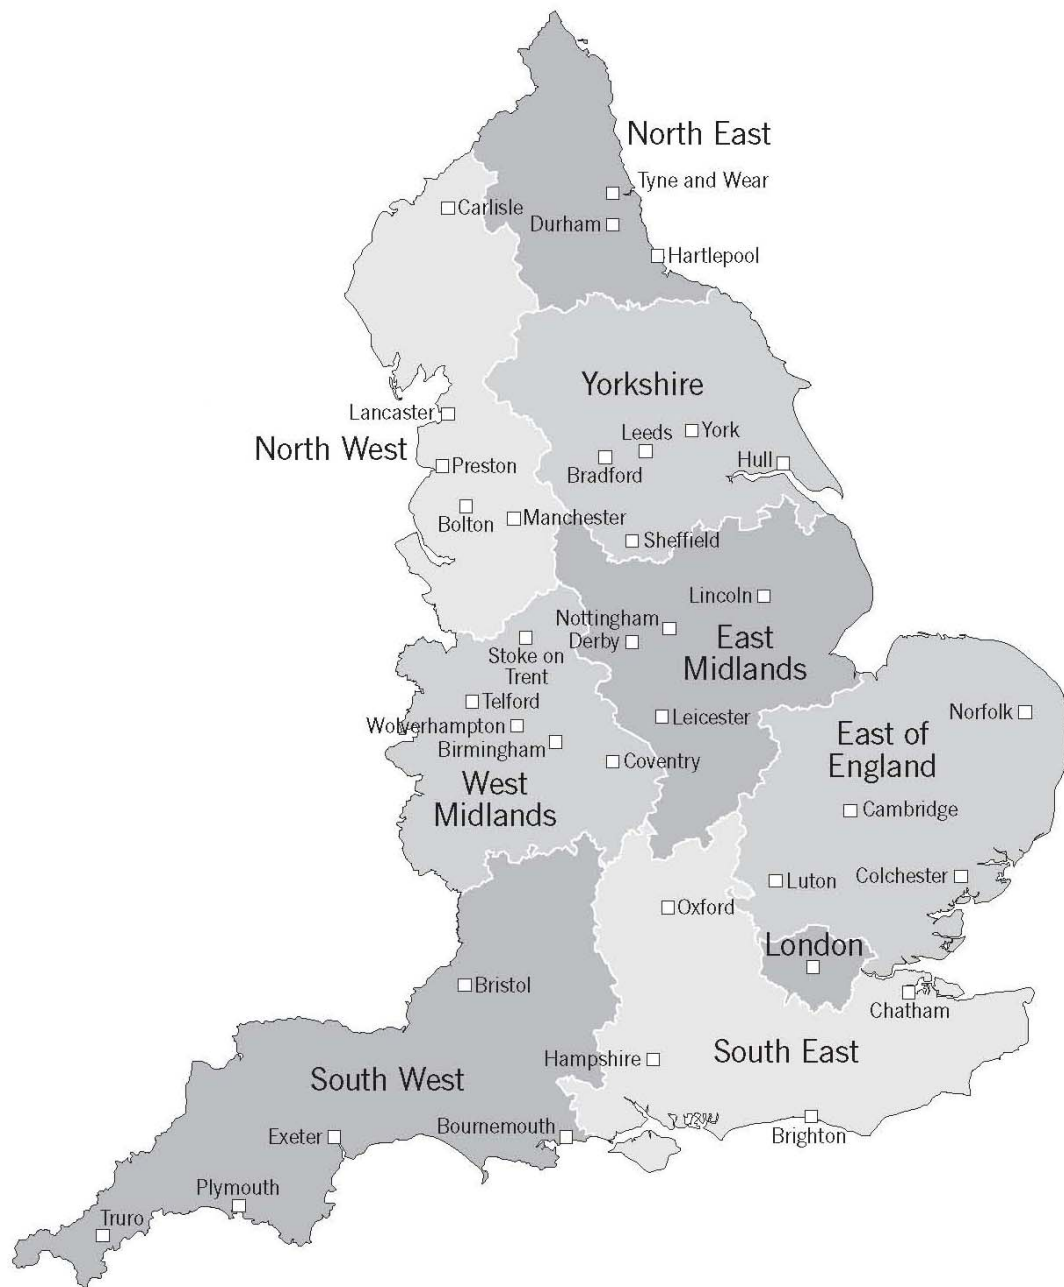 North East
Tyne and Wear
Carlisle
Durham
Hartlepool
Yorkshire
Lancaster
North West
York
Leeds
Bradford
Hull
Preston
Bolton
Manchester
Sheffield
Lincoln
Nottingham
Derby
East
Midlands
Stoke on
Trent
Telford
Wolverhampton
Birmingham
Leicester
Norfolk
East of
England
Coventry
West
Midlands
Cambridge
Luton
Colchester
Oxford
London
Bristol
Chatham
Hampshire
South East
South West
Bournemouth
Exeter
Brighton
Plymouth
Truro